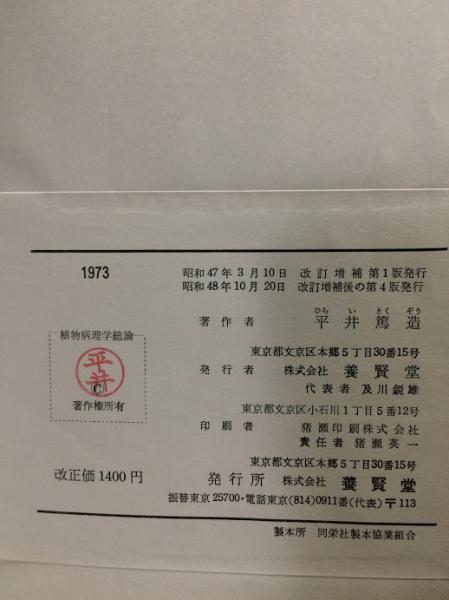 1973
昭和47年3月10日 改訂増補第1版発行
昭和48年10月20日 改訂増補後の第4版発行
植物病理学総論
平井
©
著作権所有
改正価 1400円
ひら い とく ぞう
著作者 平井篤造
東京都文京区本郷5丁目30番15号
発行者 株式会社 養賢堂
代表者 及川鋭雄
東京都文京区小石川1丁目5番12号
印刷者 猪瀬印刷株式会社
責任者 猪瀬英一
東京都文京区本郷5丁目30番15号
発行所 株式会社 養賢堂
振替東京25700・電話東京(814)0911番(代表)〒113
製本所 同栄社製本協業組合